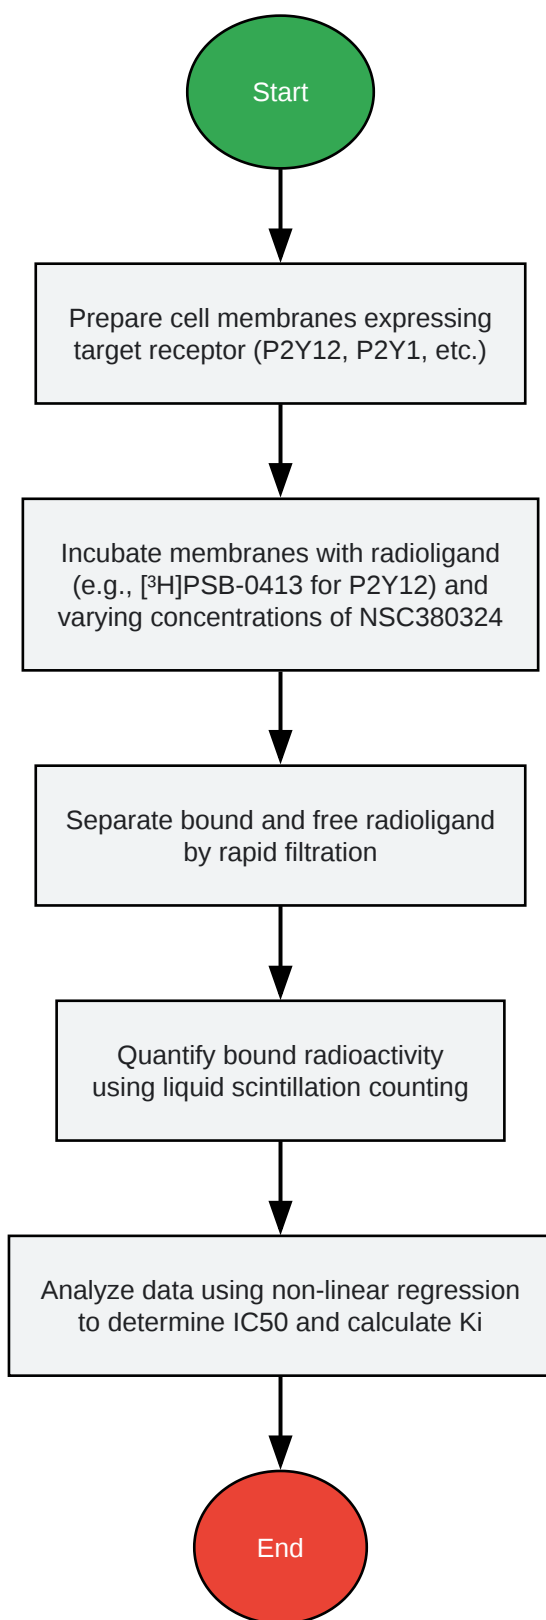 Start
Prepare cell membranes expressing
target receptor (P2Y12, P2Y1, etc.)
Incubate membranes with radioligand
(e.g., [³H]PSB-0413 for P2Y12) and
varying concentrations of NSC380324
Separate bound and free radioligand
by rapid filtration
Quantify bound radioactivity
using liquid scintillation counting
Analyze data using non-linear regression
to determine IC50 and calculate Ki
End